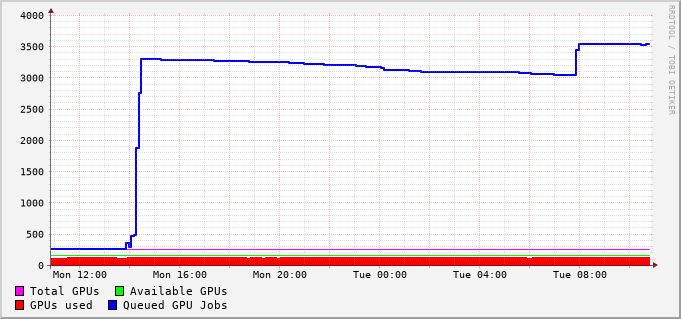 4000
3500
3000
2500
2000
1500
1000
500
0
Mon 12:00 Mon 16:00 Mon 20:00 Tue 00:00 Tue 04:00 Tue 08:00
Total GPUs Available GPUs
GPUs used Queued GPU Jobs
RRDTOOL / TOBI OETIKER